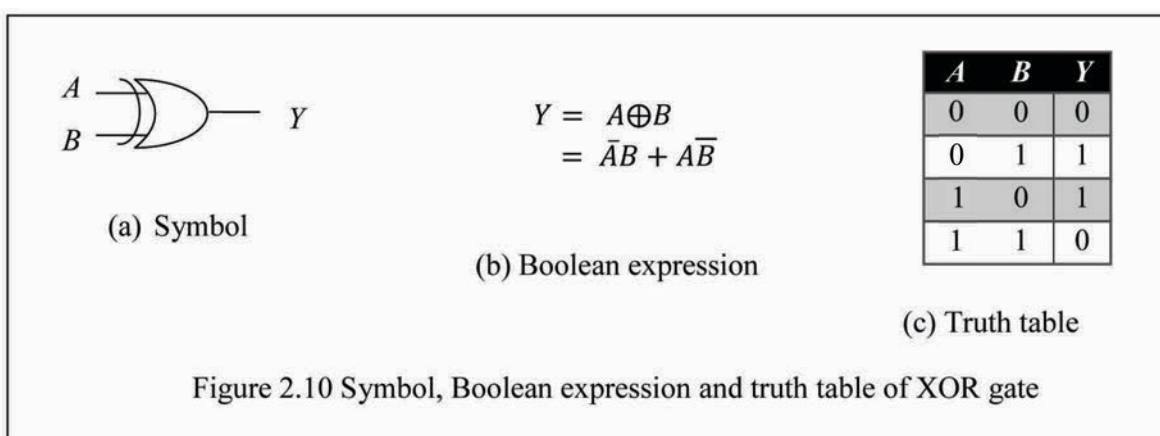 A
B
Y
(a) Symbol
Y = A⊕B
= A̅B + AB̅
(b) Boolean expression
A B Y
0 0 0
0 1 1
1 0 1
1 1 0
(c) Truth table
Figure 2.10 Symbol, Boolean expression and truth table of XOR gate